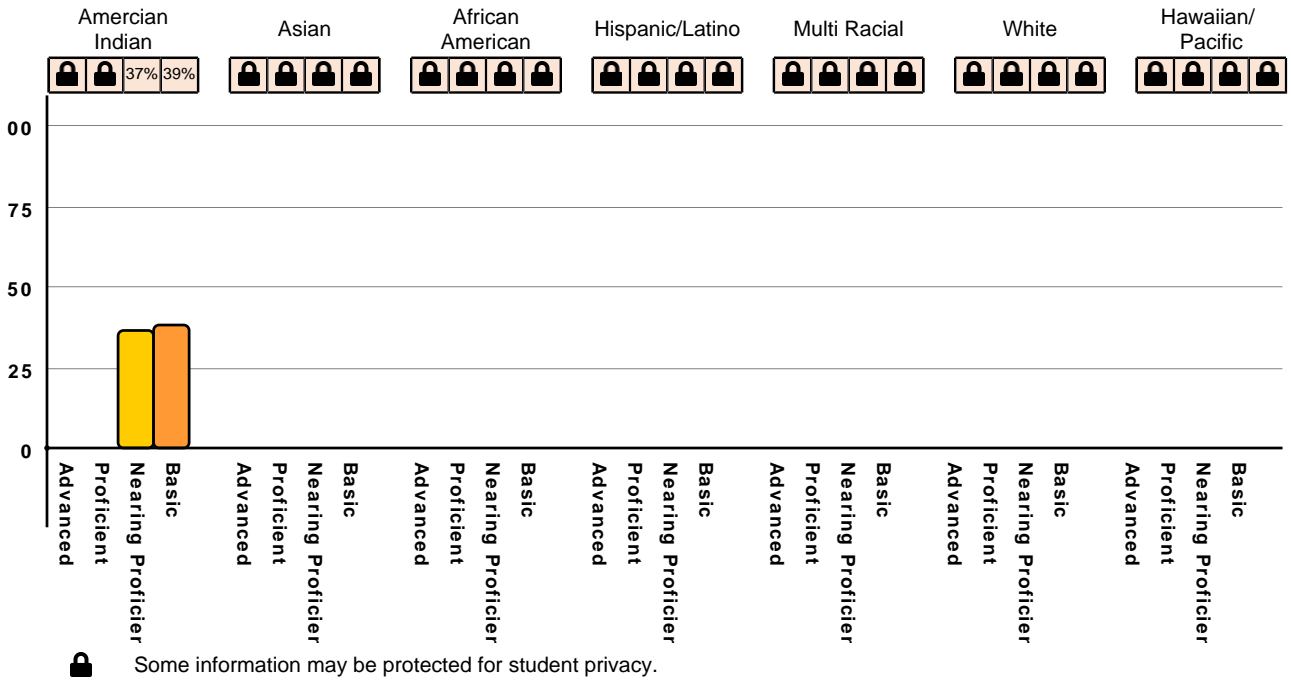 Amercian
Indian
Asian
African
American
Hispanic/Latino
Multi Racial
White
Hawaiian/
Pacific
37% 39%
00
75
50
25
0
Advanced
Proficient
Nearing Proficier
Basic
Advanced
Proficient
Nearing Proficier
Basic
Advanced
Proficient
Nearing Proficier
Basic
Advanced
Proficient
Nearing Proficier
Basic
Advanced
Proficient
Nearing Proficier
Basic
Advanced
Proficient
Nearing Proficier
Basic
Advanced
Proficient
Nearing Proficier
Basic
Some information may be protected for student privacy.